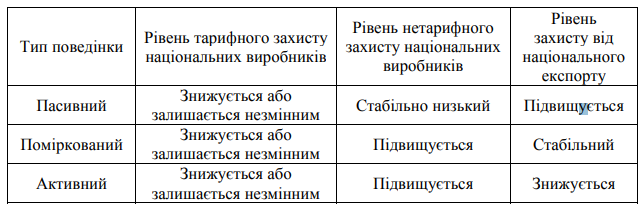 Тип поведінки
Рівень тарифного захисту
національних виробників
Рівень нетарифного
захисту національних
виробників
Рівень
захисту від
національного
експорту
Пасивний
Знижується або
залишається незмінним
Стабільно низький
Підвищується
Поміркований
Знижується або
залишається незмінним
Підвищується
Стабільний
Активний
Знижується або
залишається незмінним
Підвищується
Знижується